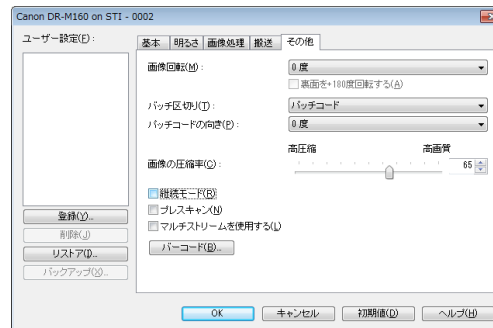 Canon DR-M160 on STI - 0002
ユーザー設定(F):
登録(Y)...
削除(J)
リストア(I)...
バックアップ(X)...
基本 明るさ 画像処理 搬送 その他
画像回転(M): 0 度
裏面を+180度回転する(A)
バッチ区切り(T): パッチコード
パッチコードの向き(P): 0 度
高圧縮 高画質
画像の圧縮率(C): 65
継続モード(R)
プレスキャン(N)
マルチストリームを使用する(L)
バーコード(B)...
OK キャンセル 初期値(D) ヘルプ(H)